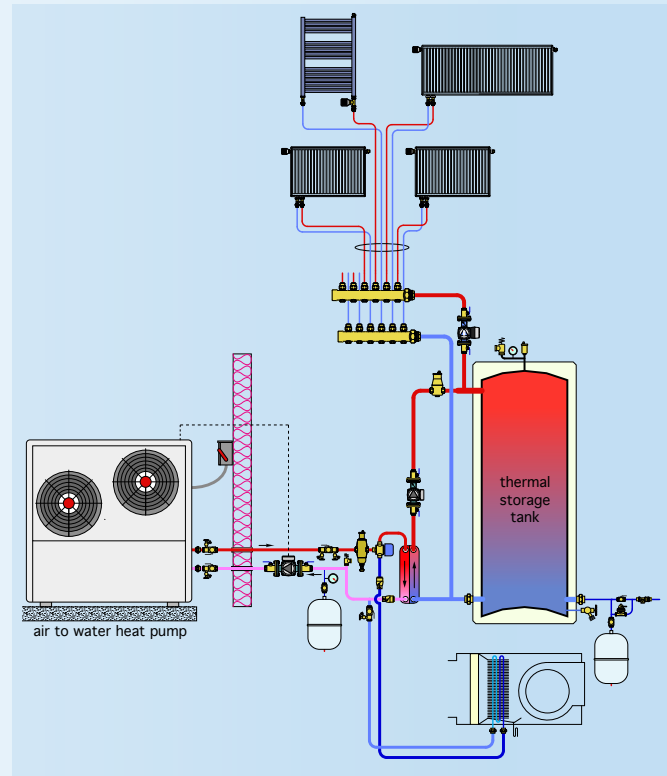 thermal
storage
tank
air to water heat pump